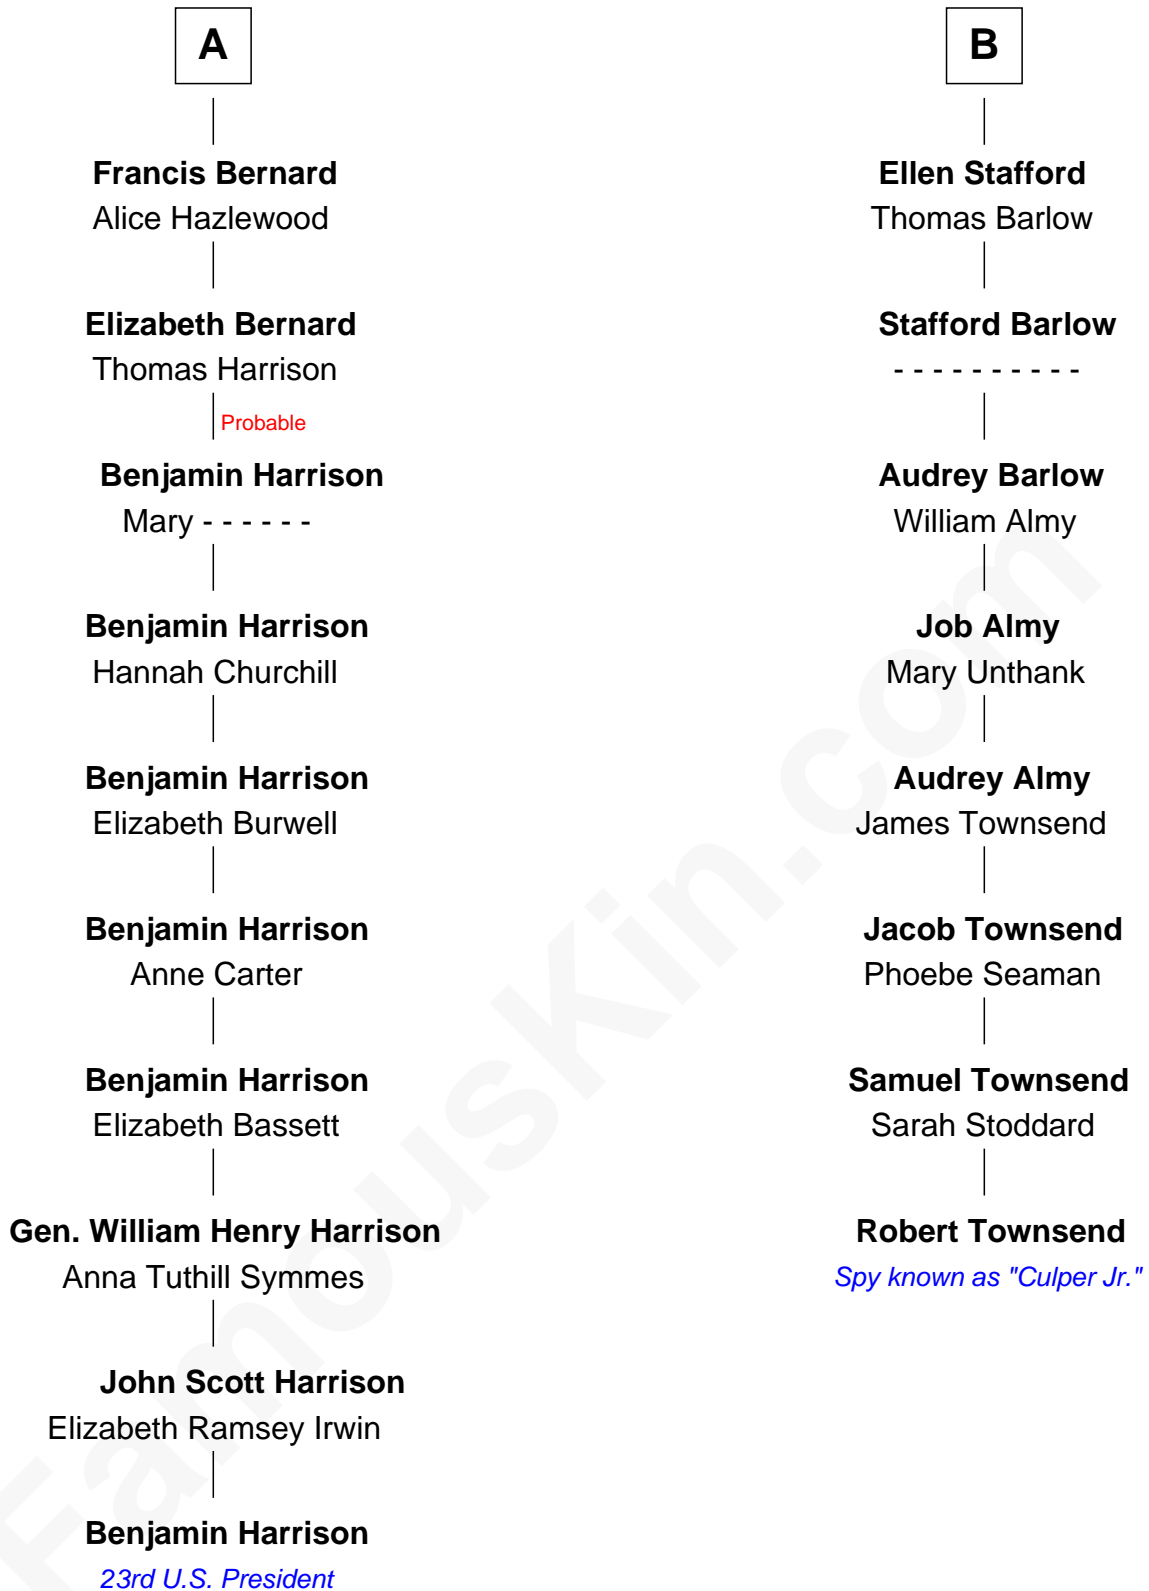 A
Francis Bernard
Alice Hazlewood
Elizabeth Bernard
Thomas Harrison
Probable
Benjamin Harrison
Mary - - - - - -
Benjamin Harrison
Hannah Churchill
Benjamin Harrison
Elizabeth Burwell
Benjamin Harrison
Anne Carter
Benjamin Harrison
Elizabeth Bassett
Gen. William Henry Harrison
Anna Tuthill Symmes
John Scott Harrison
Elizabeth Ramsey Irwin
Benjamin Harrison
23rd U.S. President
B
Ellen Stafford
Thomas Barlow
Stafford Barlow
- - - - - - - - - -
Audrey Barlow
William Almy
Job Almy
Mary Unthank
Audrey Almy
James Townsend
Jacob Townsend
Phoebe Seaman
Samuel Townsend
Sarah Stoddard
Robert Townsend
Spy known as "Culper Jr."
FamousKin.com